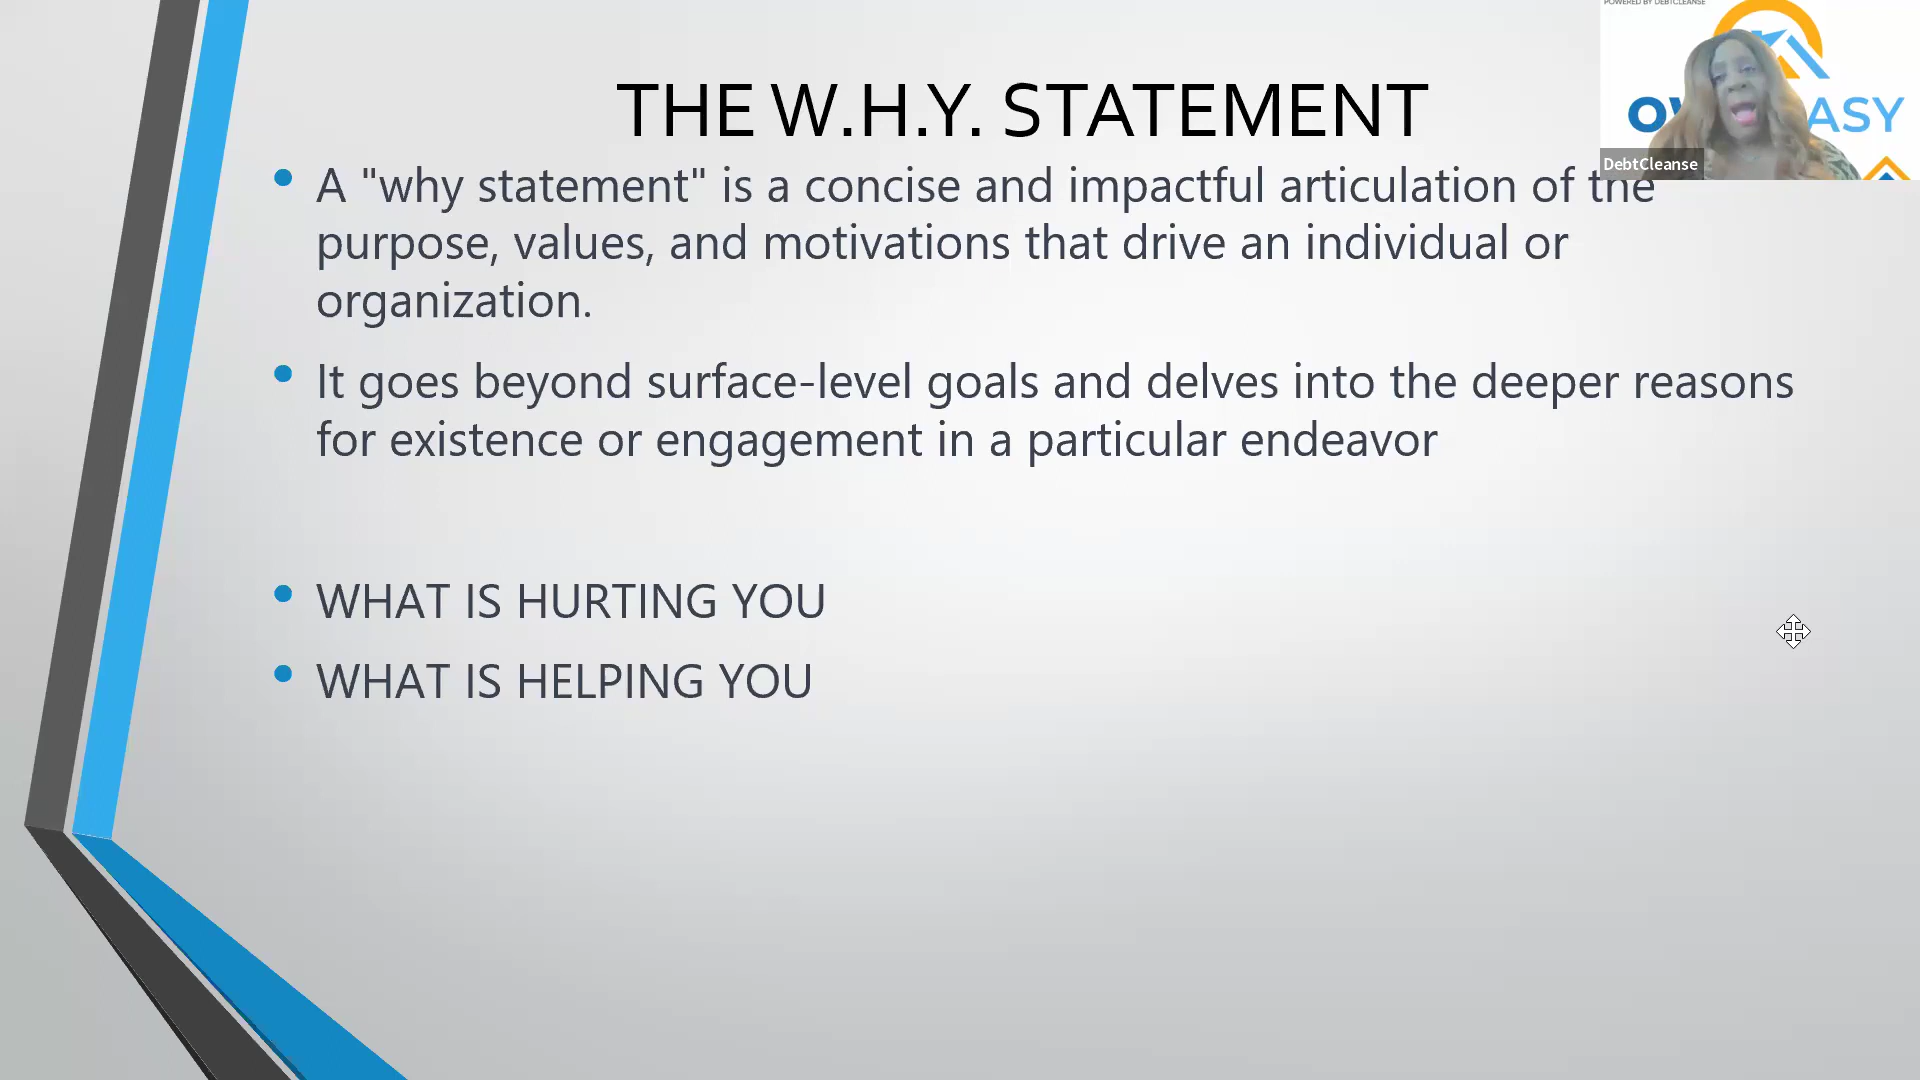 POWERED BY DEBTCLEANSE
THE W.H.Y. STATEMENT
ASY
DebtCleanse
• A "why statement" is a concise and impactful articulation of the
purpose, values, and motivations that drive an individual or
organization.
• It goes beyond surface-level goals and delves into the deeper reasons
for existence or engagement in a particular endeavor
• WHAT IS HURTING YOU
• WHAT IS HELPING YOU